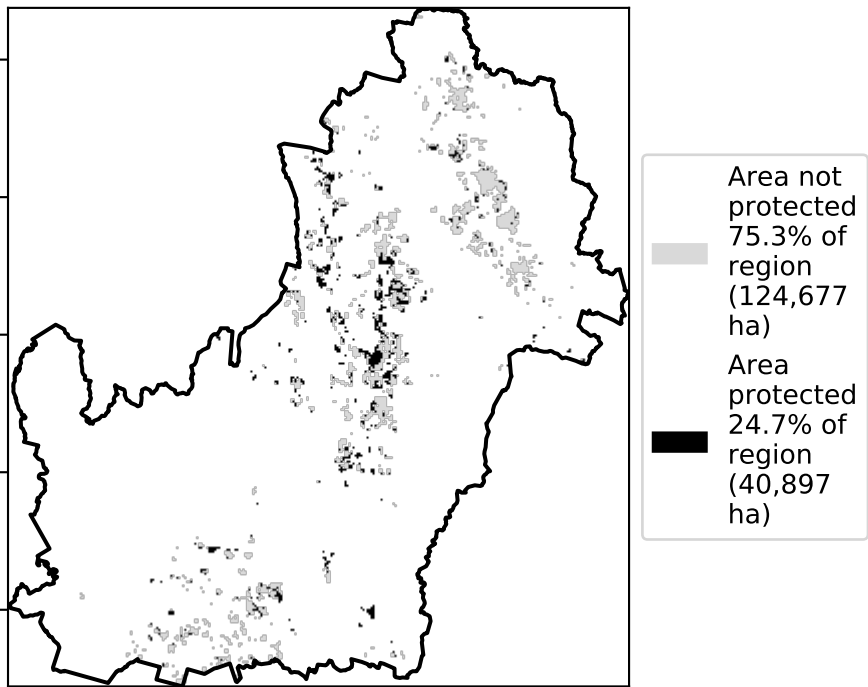 Area not
protected
75.3% of
region
(124,677
ha)
Area
protected
24.7% of
region
(40,897
ha)